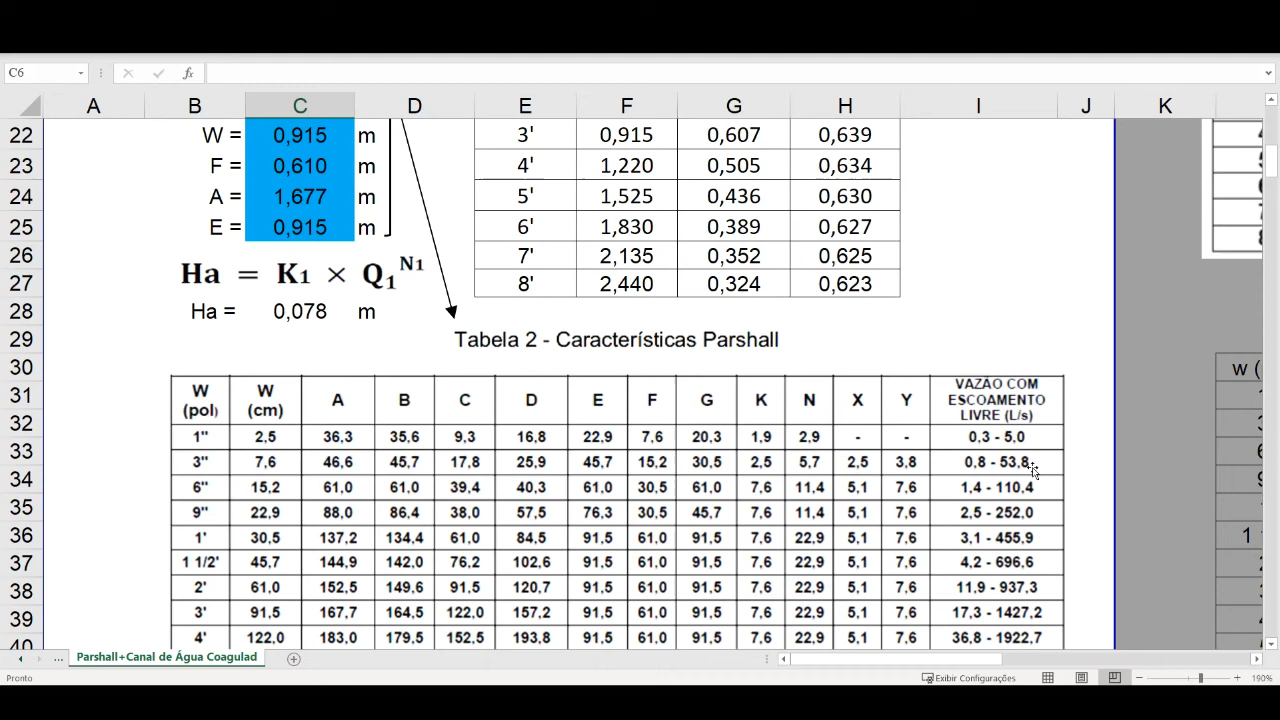 C6
fx
A B C D E F G H I J K
22 W = 0,915 m 3' 0,915 0,607 0,639
23 F = 0,610 m 4' 1,220 0,505 0,634
24 A = 1,677 m 5' 1,525 0,436 0,630
25 E = 0,915 m 6' 1,830 0,389 0,627
26 7' 2,135 0,352 0,625
Ha = K1 × Q1 N1
27 8' 2,440 0,324 0,623
28 Ha = 0,078 m
29 Tabela 2 - Características Parshall
30 w (
31 W (pol) W (cm) A B C D E F G K N X Y VAZÃO COM
ESCOAMENTO
32 LIVRE (L/s)
33 1" 2,5 36,3 35,6 9,3 16,8 22,9 7,6 20,3 1,9 2,9 - - 0,3 - 5,0
34 3" 7,6 46,6 45,7 17,8 25,9 45,7 15,2 30,5 2,5 5,7 2,5 3,8 0,8 - 53,8
6" 15,2 61,0 61,0 39,4 40,3 61,0 30,5 61,0 7,6 11,4 5,1 7,6 1,4 - 110,4
35 9" 22,9 88,0 86,4 38,0 57,5 76,3 30,5 45,7 7,6 11,4 5,1 7,6 2,5 - 252,0
36 1' 30,5 137,2 134,4 61,0 84,5 91,5 61,0 91,5 7,6 22,9 5,1 7,6 3,1 - 455,9 1
37 1 1/2' 45,7 144,9 142,0 76,2 102,6 91,5 61,0 91,5 7,6 22,9 5,1 7,6 4,2 - 696,6
38 2' 61,0 152,5 149,6 91,5 120,7 91,5 61,0 91,5 7,6 22,9 5,1 7,6 11,9 - 937,3
39 3' 91,5 167,7 164,5 122,0 157,2 91,5 61,0 91,5 7,6 22,9 5,1 7,6 17,3 - 1427,2
40 4' 122,0 183,0 179,5 152,5 193,8 91,5 61,0 91,5 7,6 22,9 5,1 7,6 36,8 - 1922,7
... Parshall+Canal de Água Coagulad
Pronto Exibir Configurações 190%